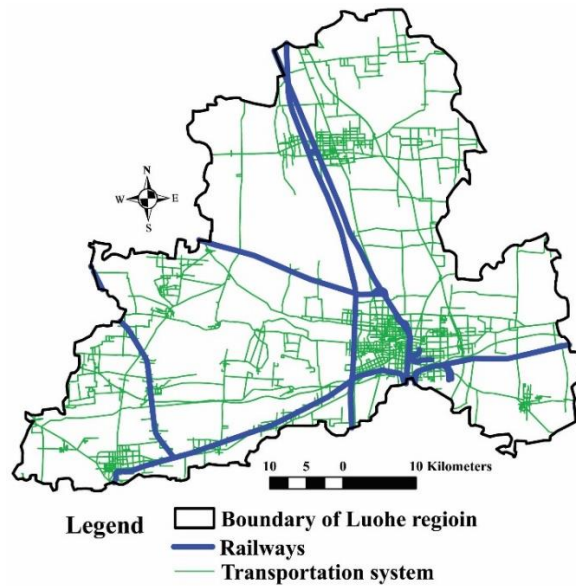 N
W E
S
10 5 0 10 Kilometers
Legend
Boundary of Luohe regioin
Railways
Transportation system